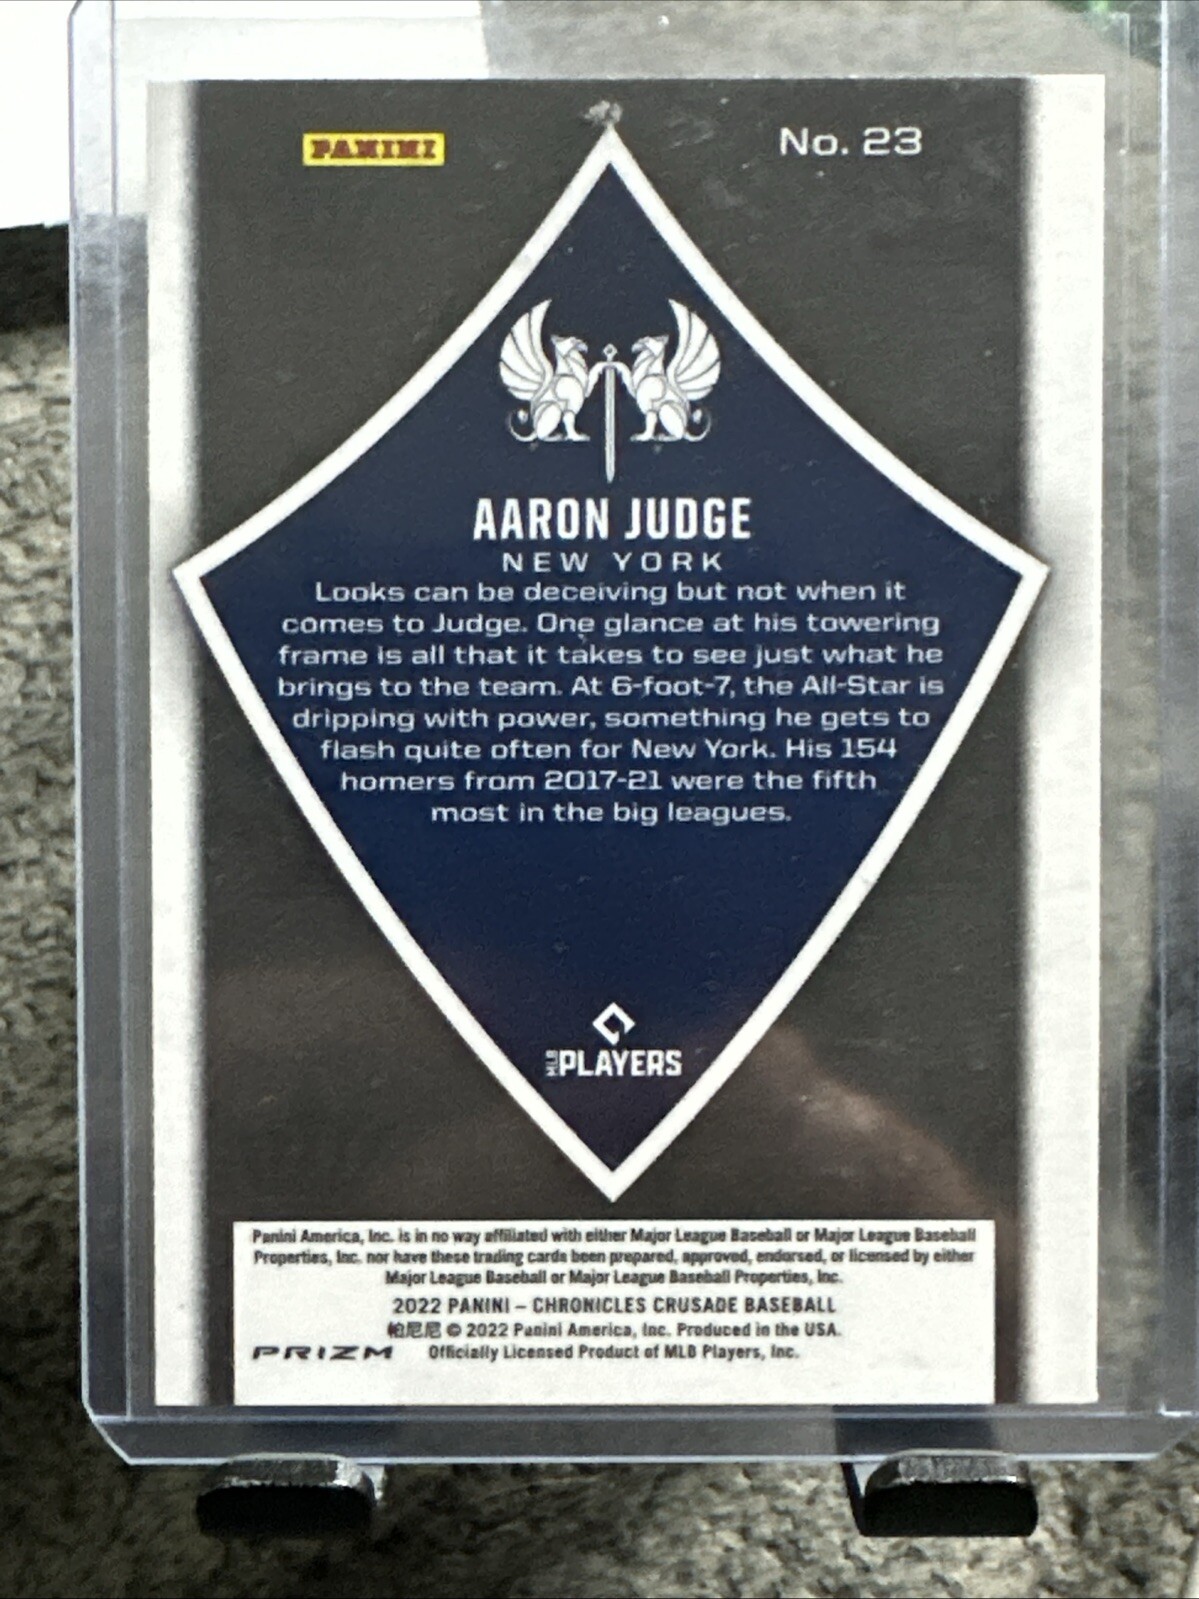 PANINI
No. 23
AARON JUDGE
NEW YORK
Looks can be deceiving but not when it
comes to Judge. One glance at his towering
frame is all that it takes to see just what he
brings to the team. At 6-foot-7, the All-Star is
dripping with power, something he gets to
flash quite often for New York. His 154
homers from 2017-21 were the fifth
most in the big leagues.
MLB PLAYERS
Panini America, Inc. is in no way affiliated with either Major League Baseball or Major League Baseball
Properties, Inc. nor have these trading cards been prepared, approved, endorsed, or licensed by either
Major League Baseball or Major League Baseball Properties, Inc.
2022 PANINI – CHRONICLES CRUSADE BASEBALL
帕尼尼 © 2022 Panini America, Inc. Produced in the USA.
PRIZM Officially Licensed Product of MLB Players, Inc.